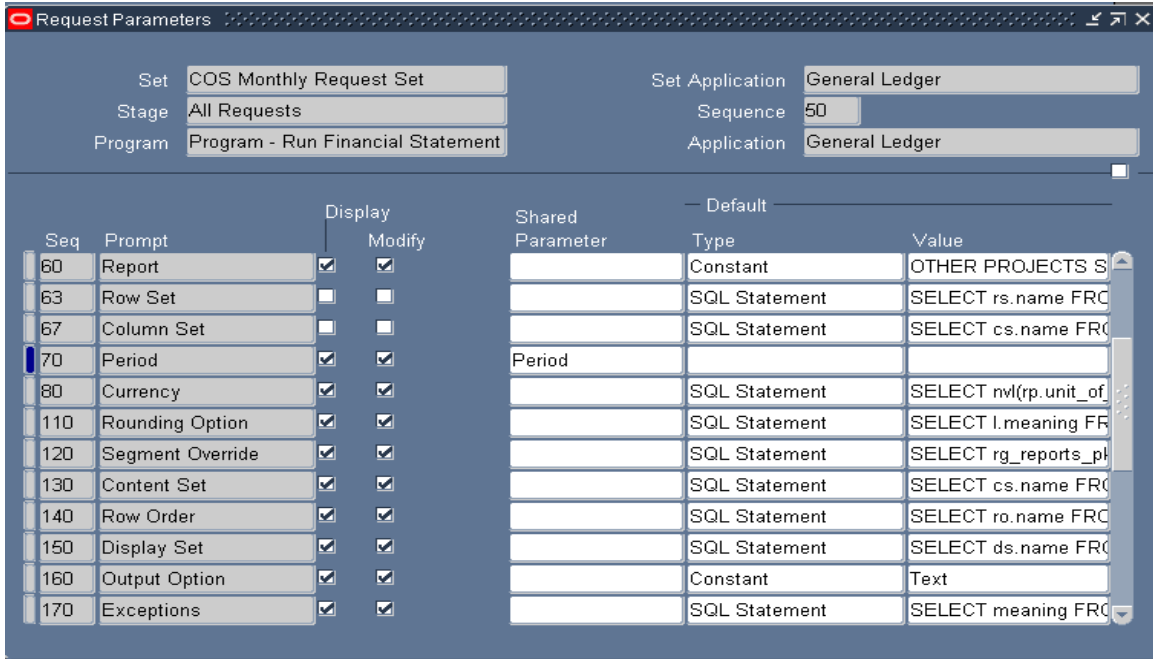 Request Parameters
Set COS Monthly Request Set Set Application General Ledger
Stage All Requests Sequence 50
Program Program - Run Financial Statement Application General Ledger
Display Shared Default
Seq Prompt Modify Parameter Type Value
60 Report Constant OTHER PROJECTS S
63 Row Set SQL Statement SELECT rs.name FRO
67 Column Set SQL Statement SELECT cs.name FRO
70 Period Period
80 Currency SQL Statement SELECT nvl(rp.unit_of_
110 Rounding Option SQL Statement SELECT l.meaning FR
120 Segment Override SQL Statement SELECT rg_reports_pk
130 Content Set SQL Statement SELECT cs.name FRO
140 Row Order SQL Statement SELECT ro.name FRO
150 Display Set SQL Statement SELECT ds.name FRO
160 Output Option Constant Text
170 Exceptions SQL Statement SELECT meaning FRO